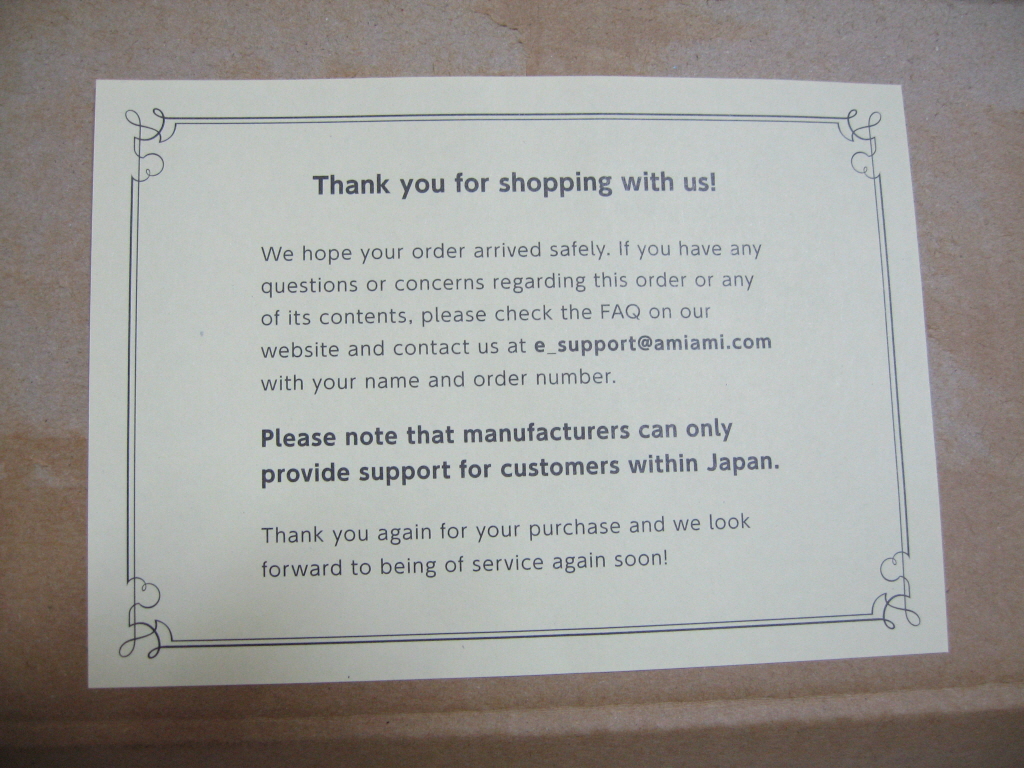 Thank you for shopping with us!
We hope your order arrived safely. If you have any
questions or concerns regarding this order or any
of its contents, please check the FAQ on our
website and contact us at e_support@amiami.com
with your name and order number.
Please note that manufacturers can only
provide support for customers within Japan.
Thank you again for your purchase and we look
forward to being of service again soon!